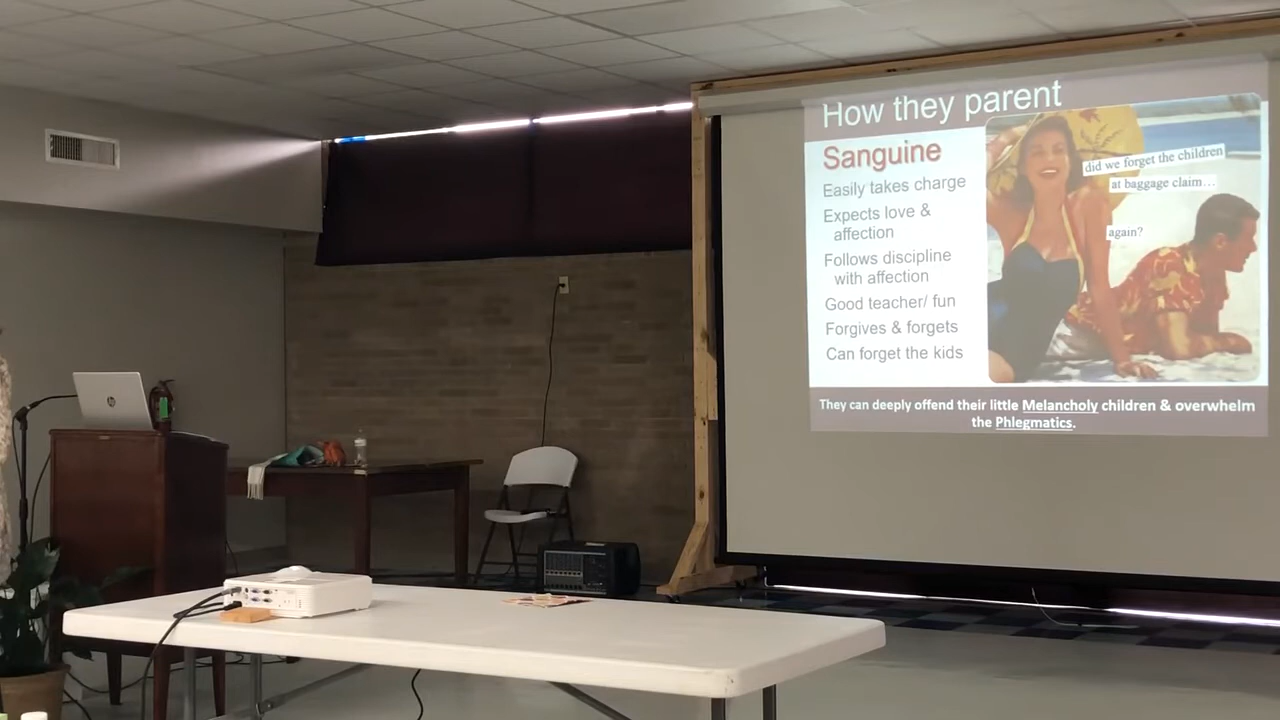 How they parent
Sanguine
Easily takes charge
Expects love &
affection
Follows discipline
with affection
Good teacher/ fun
Forgives & forgets
Can forget the kids
did we forget the children
at baggage claim...
again?
They can deeply offend their little Melancholy children & overwhelm
the Phlegmatics.
hp